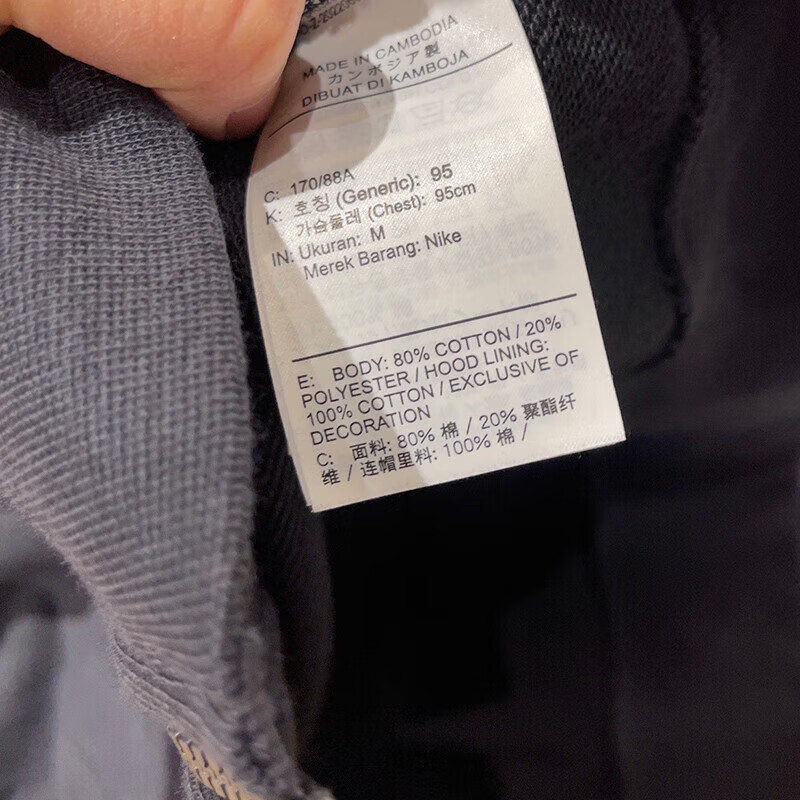 MADE IN CAMBODIA
カンボジア製
DIBUAT DI KAMBOJA
C: 170/88A
K: 호칭 (Generic): 95
가슴둘레 (Chest): 95cm
IN: Ukuran: M
Merek Barang: Nike
E: BODY: 80% COTTON / 20%
POLYESTER / HOOD LINING:
100% COTTON / EXCLUSIVE OF
DECORATION
C: 面料: 80% 棉 / 20% 聚酯纤
维 / 连帽里料: 100% 棉 /